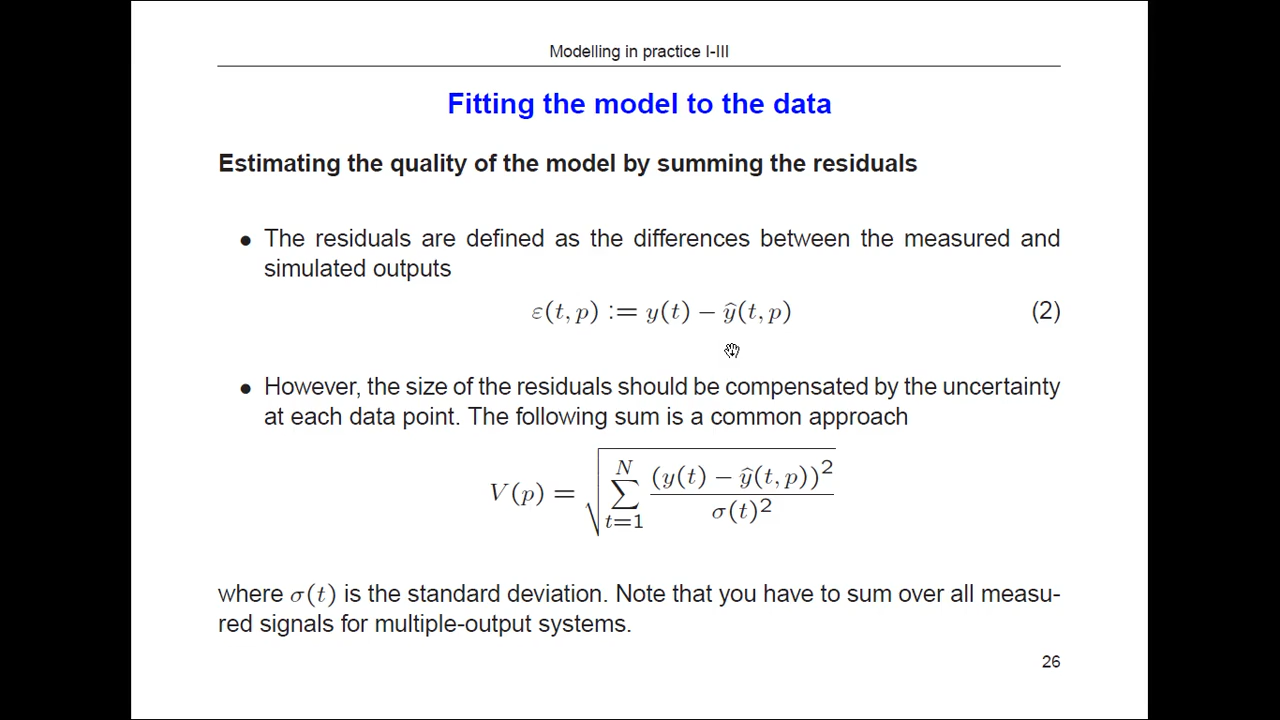 Modelling in practice I-III
Fitting the model to the data
Estimating the quality of the model by summing the residuals
• The residuals are defined as the differences between the measured and
simulated outputs
ε(t, p) := y(t) − ŷ(t, p) (2)
• However, the size of the residuals should be compensated by the uncertainty
at each data point. The following sum is a common approach
V(p) = √(∑_{t=1}^{N} (y(t) − ŷ(t, p))² / σ(t)²)
where σ(t) is the standard deviation. Note that you have to sum over all measu-
red signals for multiple-output systems.
26